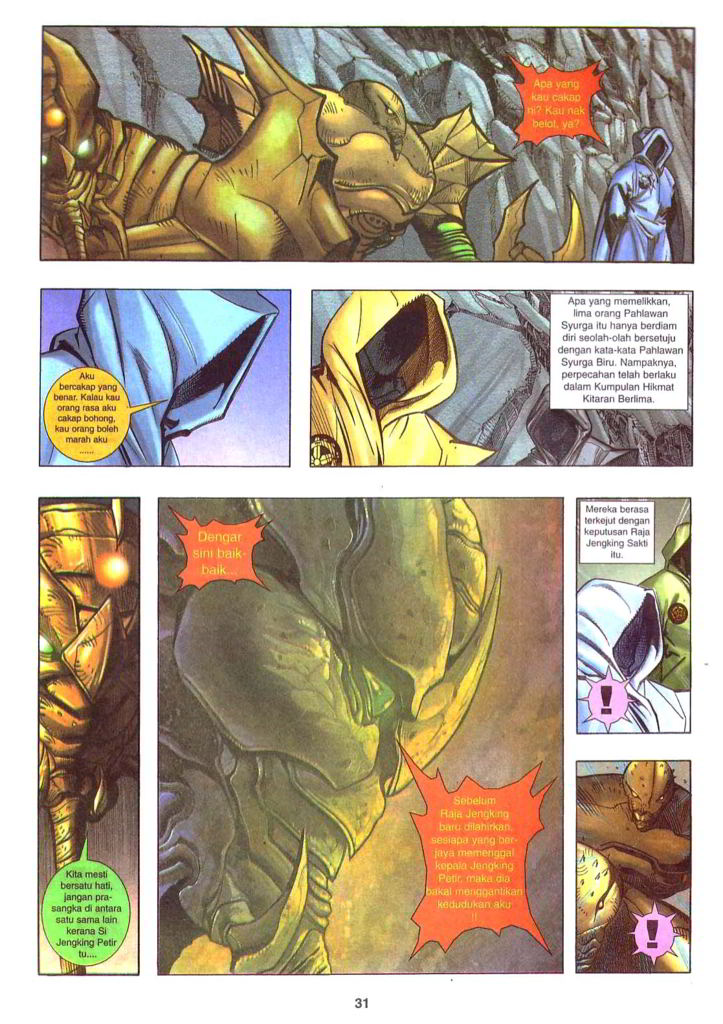 Apa yang
kau cakap
ni? Kau nak
belot, ya?
Aku
bercakap yang
benar. Kalau kau
orang rasa aku
cakap bohong,
kau orang boleh
marah aku
......
Apa yang memelikkan,
lima orang Pahlawan
Syurga itu hanya berdiam
diri seolah-olah bersetuju
dengan kata-kata Pahlawan
Syurga Biru. Nampaknya,
perpecahan telah berlaku
dalam Kumpulan Hikmat
Kitaran Berlima.
Kita mesti
bersatu hati,
jangan pra-
sangka di antara
satu sama lain
kerana Si
Jengking Petir
tu....
Dengar
sini baik-
baik...
Sebelum
Raja Jengking
baru dilahirkan,
sesiapa yang ber-
jaya memenggal
kepala Jengking
Petir, maka dia
bakal menggantikan
kedudukan aku
!!
Mereka berasa
terkejut dengan
keputusan Raja
Jengking Sakti
itu.
!
!
31